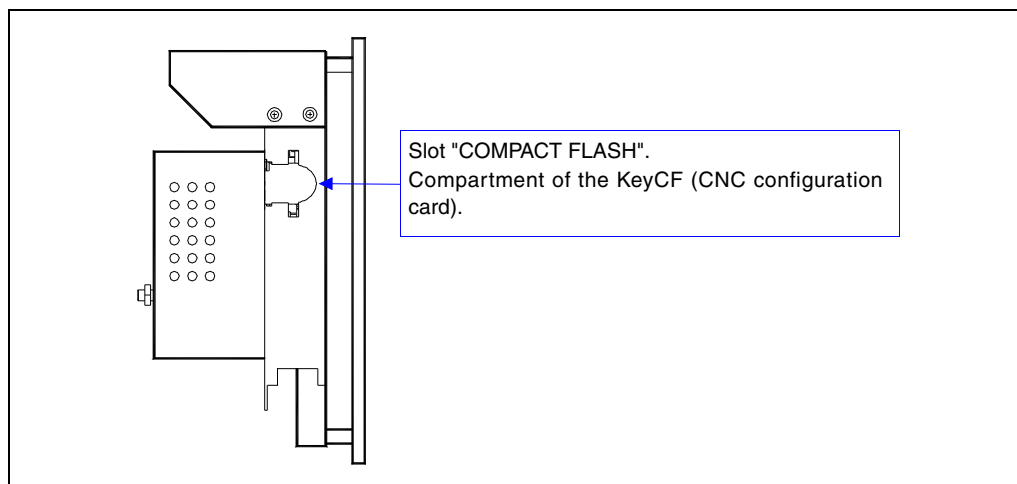 Slot "COMPACT FLASH".
Compartment of the KeyCF (CNC configuration
card).